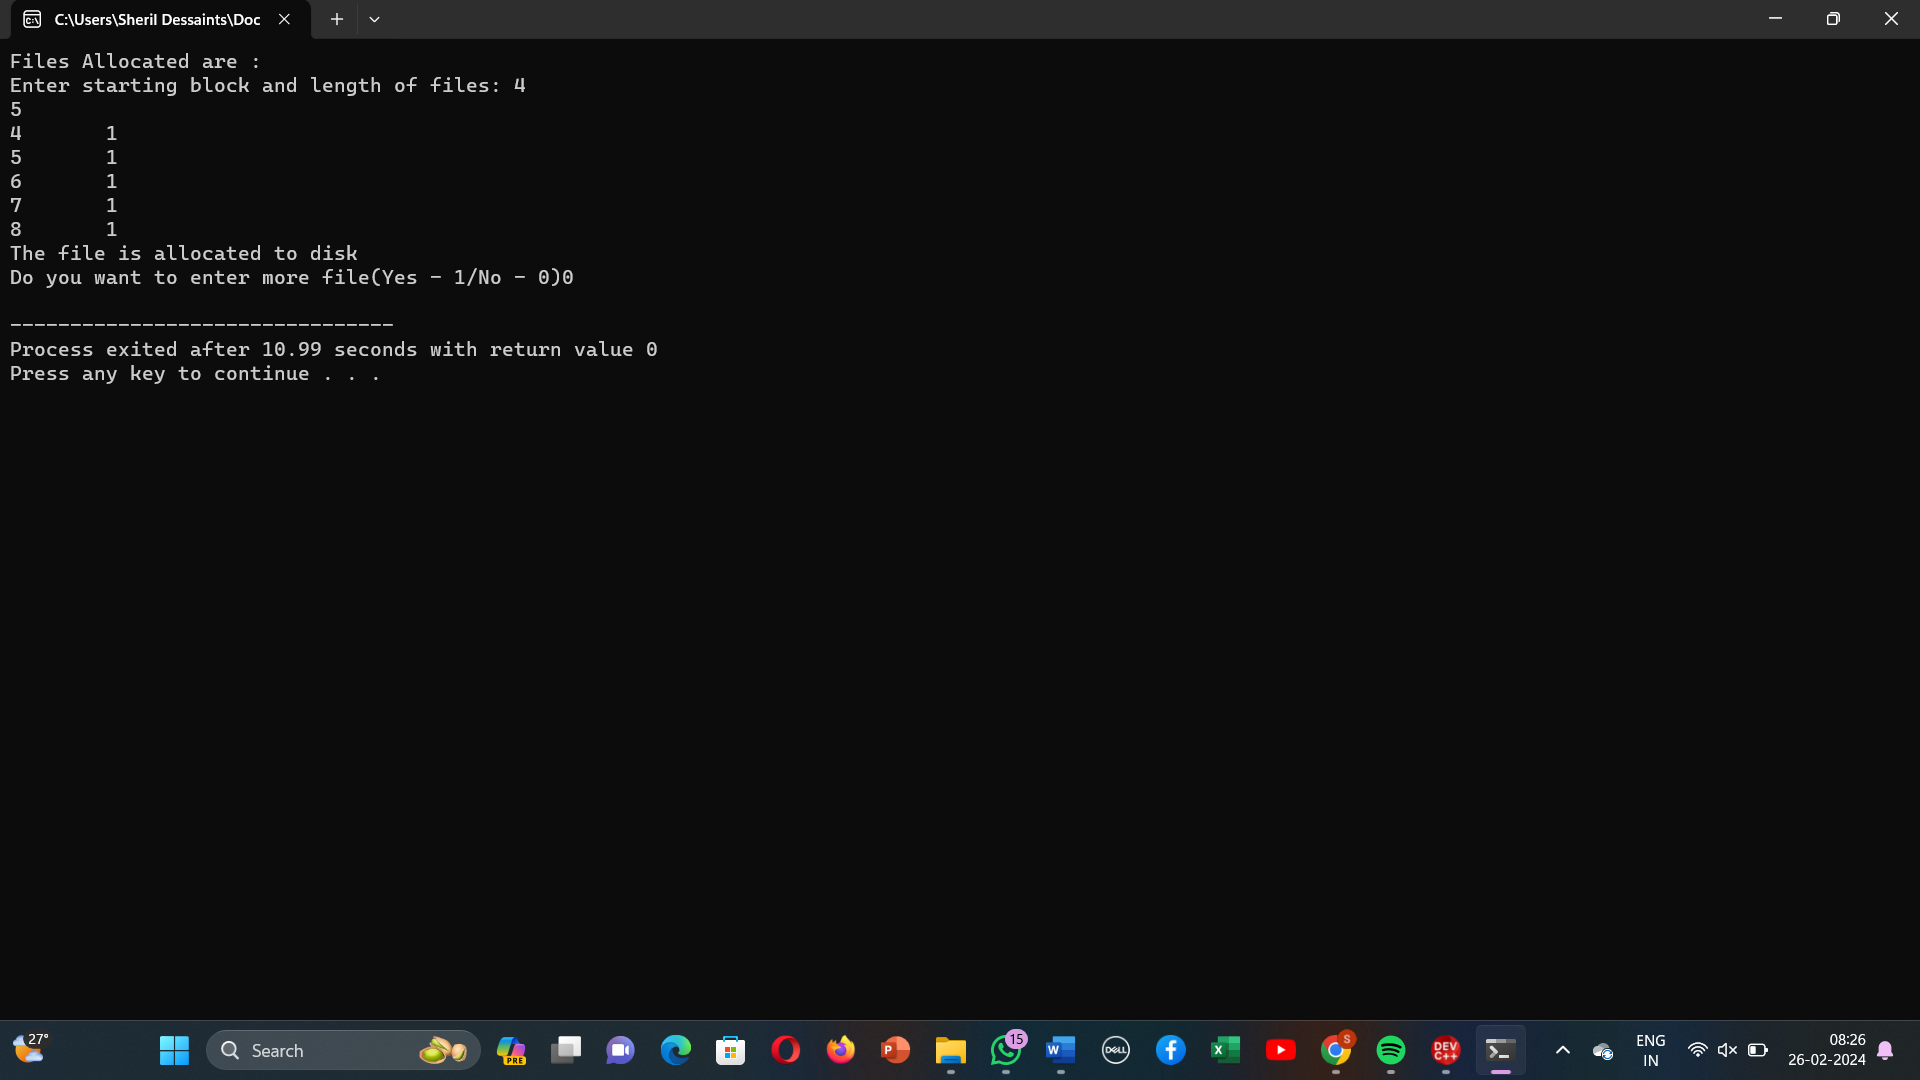 C:\Users\Sheril Dessaints\Doc
Files Allocated are :
Enter starting block and length of files: 4
5
4 1
5 1
6 1
7 1
8 1
The file is allocated to disk
Do you want to enter more file(Yes - 1/No - 0)0
--------------------------------
Process exited after 10.99 seconds with return value 0
Press any key to continue . . .
27°
Search
PRE
P
15
W
DELL
X
S
DEV
C++
ENG
IN
08:26
26-02-2024